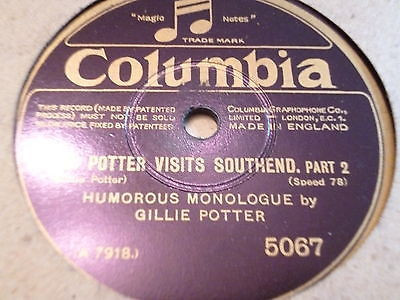 "Magic Notes"
TRADE MARK
Columbia
THIS RECORD (MADE BY PATENTED
PROCESS) MUST NOT BE SOLD
PRICE FIXED BY PATENTEES
COLUMBIA GRAPHOPHONE CO.,
LIMITED LONDON, E.C.1.
MADE IN ENGLAND
POTTER VISITS SOUTHEND. PART 2
Potter)
(Speed 78)
HUMOROUS MONOLOGUE by
GILLIE POTTER
A 7918.)
5067